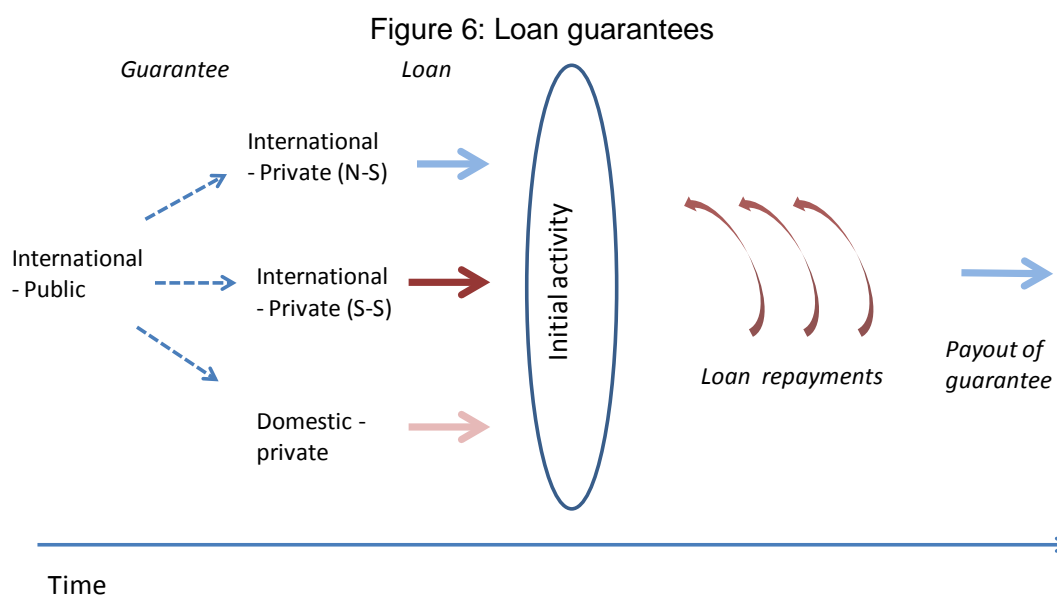 Figure 6: Loan guarantees
Guarantee
Loan
International
- Private (N-S)
International
- Public
International
- Private (S-S)
Domestic -
private
Initial activity
Loan repayments
Payout of
guarantee
Time